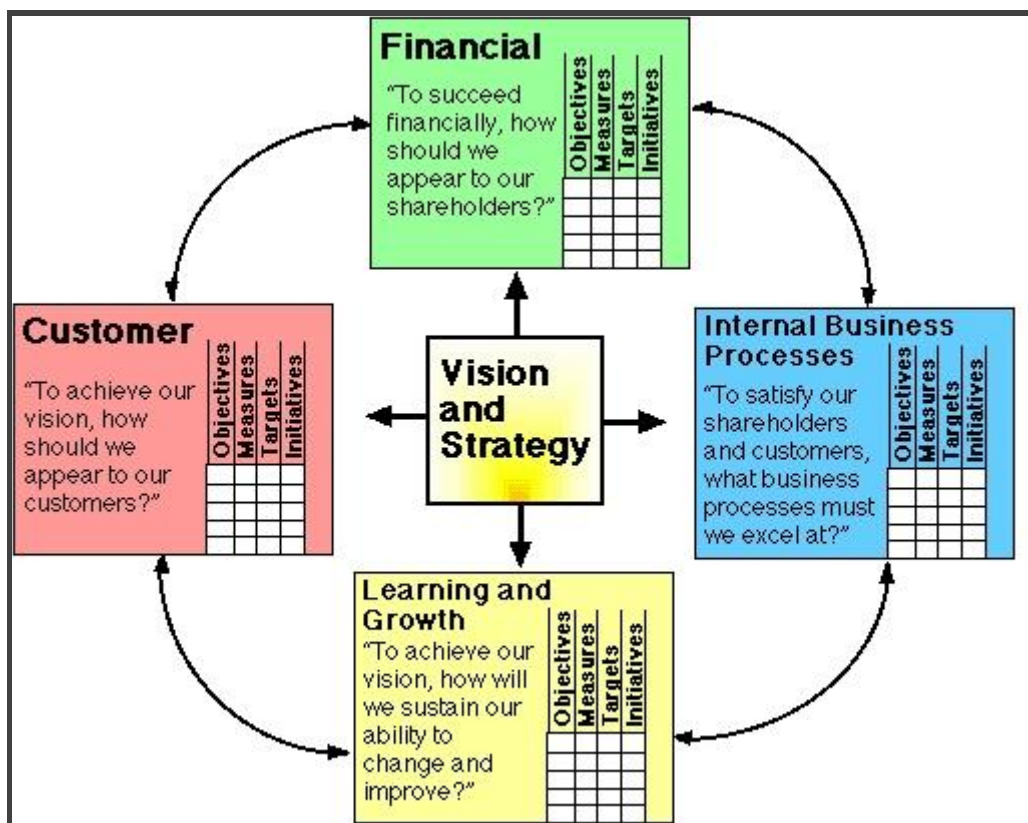 Financial
“To succeed
financially, how
should we
appear to our
shareholders?”
Objectives
Measures
Targets
Initiatives
Customer
“To achieve our
vision, how
should we
appear to our
customers?”
Objectives
Measures
Targets
Initiatives
Vision
and
Strategy
Internal Business
Processes
“To satisfy our
shareholders
and customers,
what business
processes must
we excel at?”
Objectives
Measures
Targets
Initiatives
Learning and
Growth
“To achieve our
vision, how will
we sustain our
ability to
change and
improve?”
Objectives
Measures
Targets
Initiatives